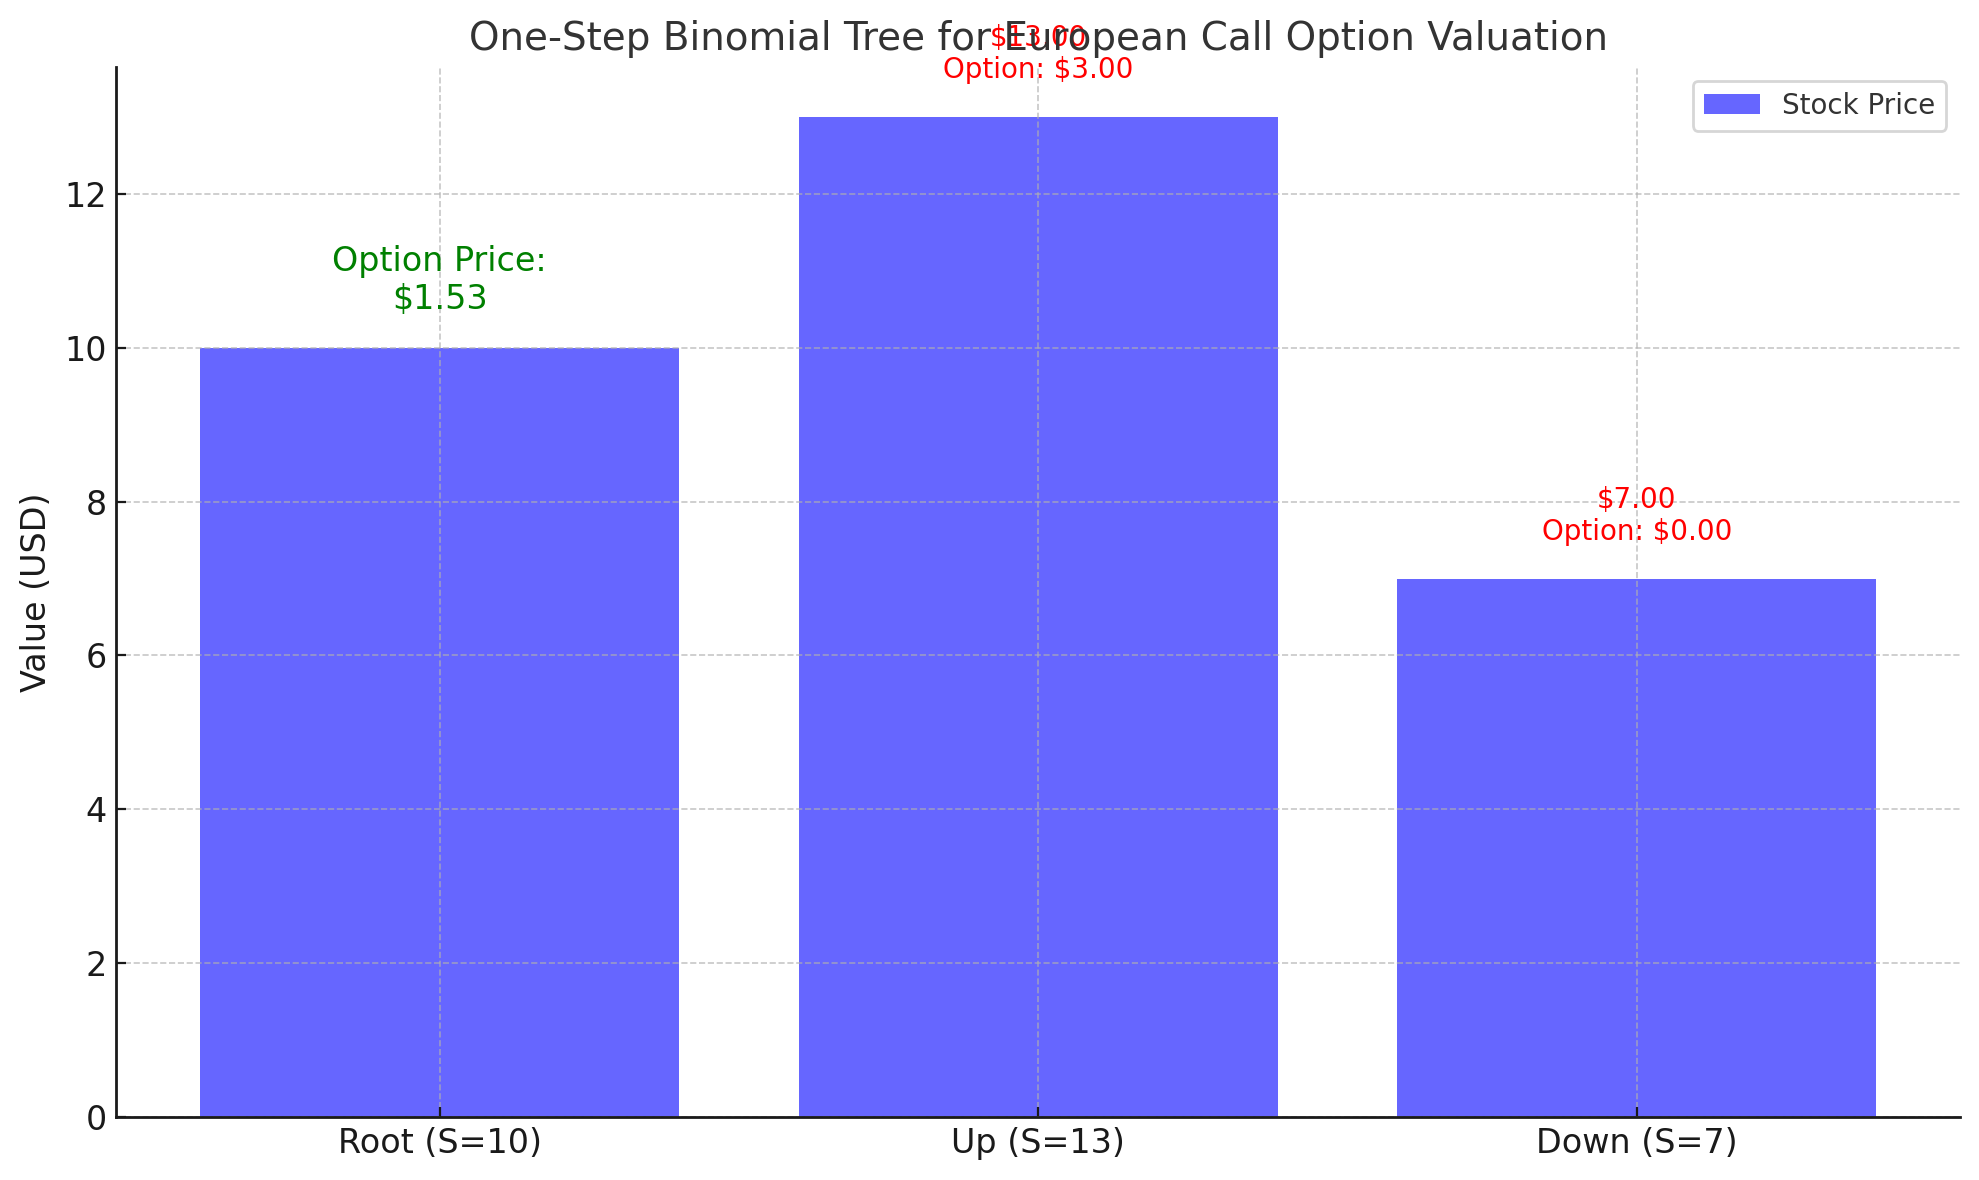 One-Step Binomial Tree for European Call Option Valuation
$13.00
Option: $3.00
Stock Price
Option Price:
$1.53
$7.00
Option: $0.00
Value (USD)
12
10
8
6
4
2
0
Root (S=10)
Up (S=13)
Down (S=7)